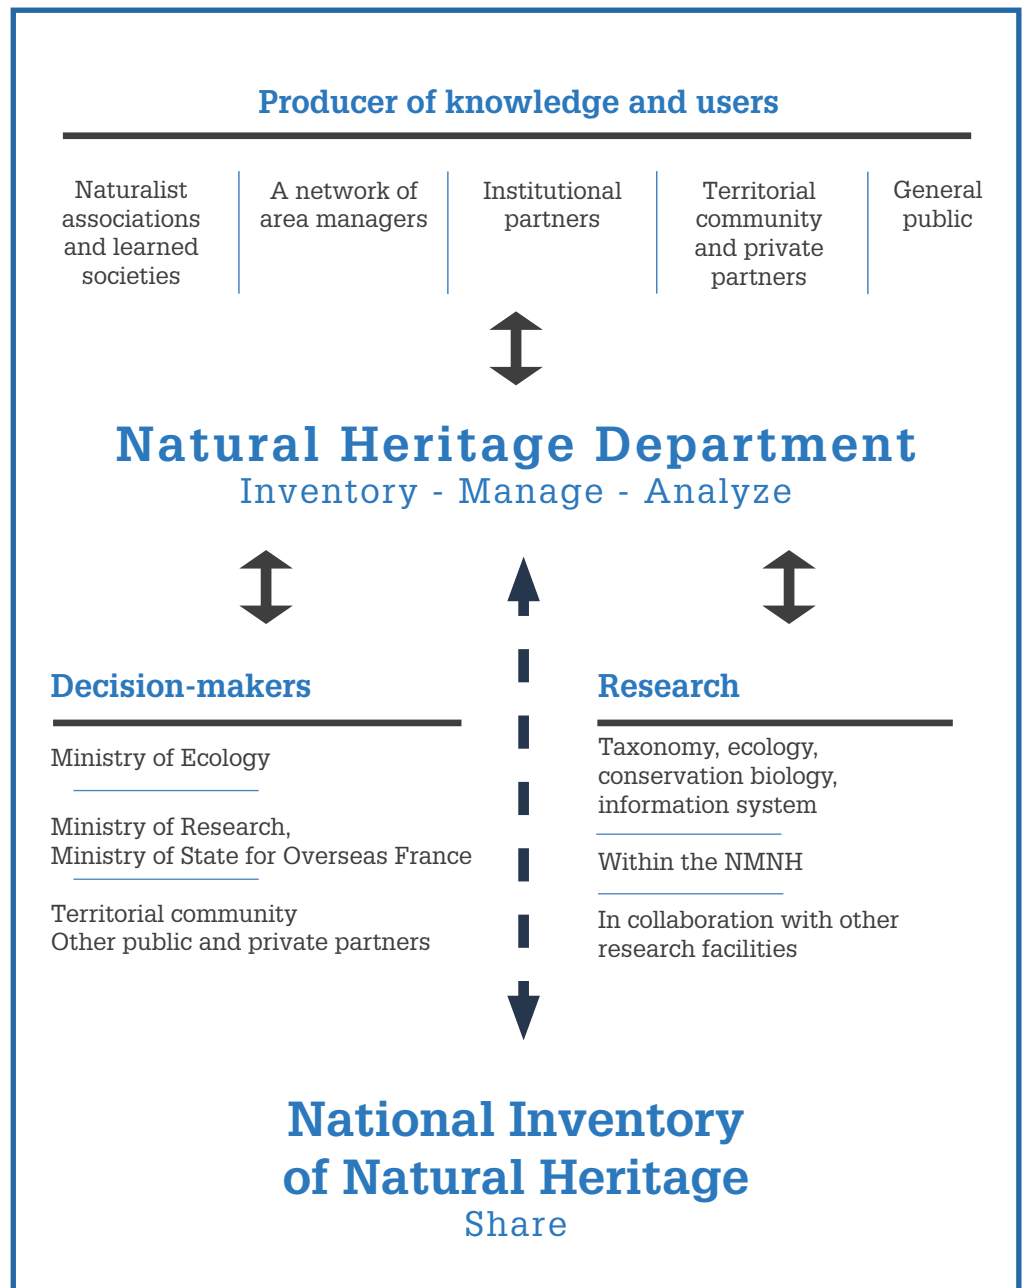 Producer of knowledge and users
Naturalist
associations
and learned
societies
A network of
area managers
Institutional
partners
Territorial
community
and private
partners
General
public
Natural Heritage Department
Inventory - Manage - Analyze
Decision-makers
Ministry of Ecology
Ministry of Research,
Ministry of State for Overseas France
Territorial community
Other public and private partners
Research
Taxonomy, ecology,
conservation biology,
information system
Within the NMNH
In collaboration with other
research facilities
National Inventory
of Natural Heritage
Share